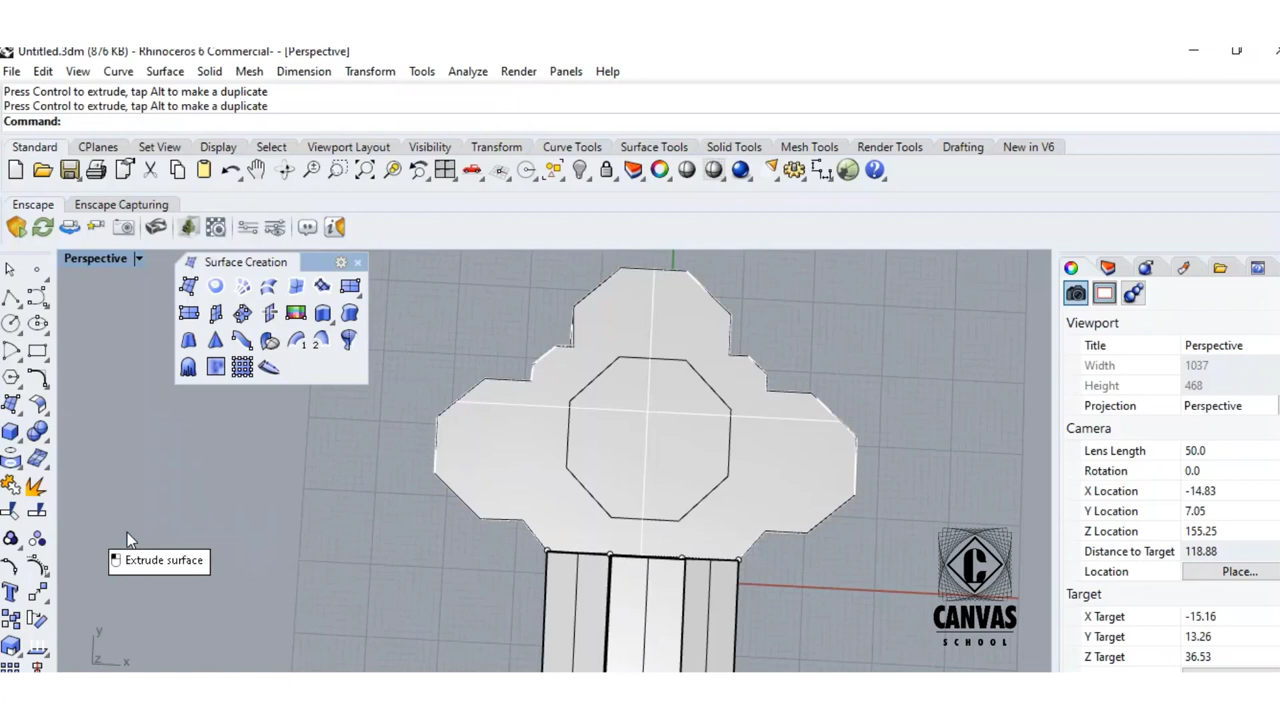 Untitled.3dm (876 KB) - Rhinoceros 6 Commercial- - [Perspective]
File Edit View Curve Surface Solid Mesh Dimension Transform Tools Analyze Render Panels Help
Press Control to extrude, tap Alt to make a duplicate
Press Control to extrude, tap Alt to make a duplicate
Command:
Standard CPlanes Set View Display Select Viewport Layout Visibility Transform Curve Tools Surface Tools Solid Tools Mesh Tools Render Tools Drafting New in V6
Enscape Enscape Capturing
Perspective
Surface Creation
1 2
Extrude surface
y
z x
C
CANVAS
SCHOOL
Viewport
Title Perspective
Width 1037
Height 468
Projection Perspective
Camera
Lens Length 50.0
Rotation 0.0
X Location -14.83
Y Location 7.05
Z Location 155.25
Distance to Target 118.88
Location Place...
Target
X Target -15.16
Y Target 13.26
Z Target 36.53